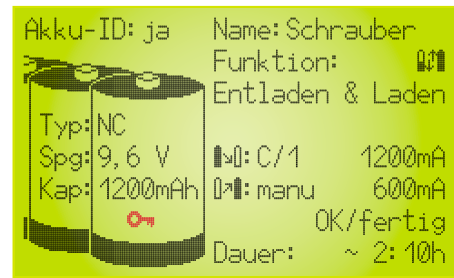 Akku-ID: ja
Name: Schrauber
Funktion:
Entladen & Laden
Typ: NC
Spg: 9,6 V
Kap: 1200mAh
: C/1 1200mA
: manu 600mA
OK/fertig
Dauer: ~ 2:10h